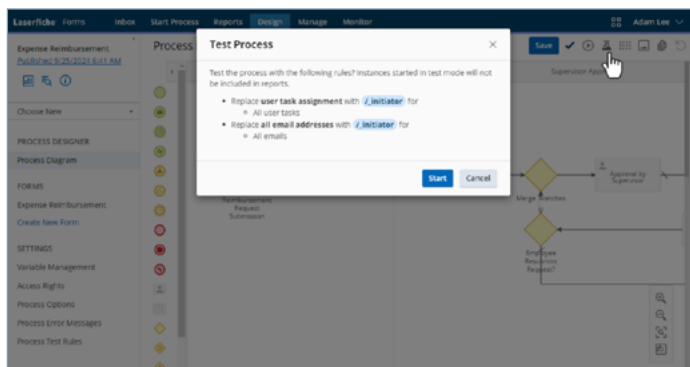 Laserfiche Forms Inbox Start Process Reports Design Manage Monitor Adam Lee
Expense Reimbursement
Published 9/25/2024 6:41 AM
Choose New
PROCESS DESIGNER
Process Diagram
FORMS
Expense Reimbursement
Create New Form
SETTINGS
Variable Management
Access Rights
Process Options
Process Error Messages
Process Test Rules
Process
Save
Test Process
Test the process with the following rules? Instances started in test mode will not
be included in reports.
Replace user task assignment with /_initiator for
All user tasks
Replace all email addresses with /_initiator for
All emails
Start Cancel
Reimbursement
Request
Submission
Supervisor
Merge Branches
Approval by
Supervisor
Employee
Resubmits
Request?